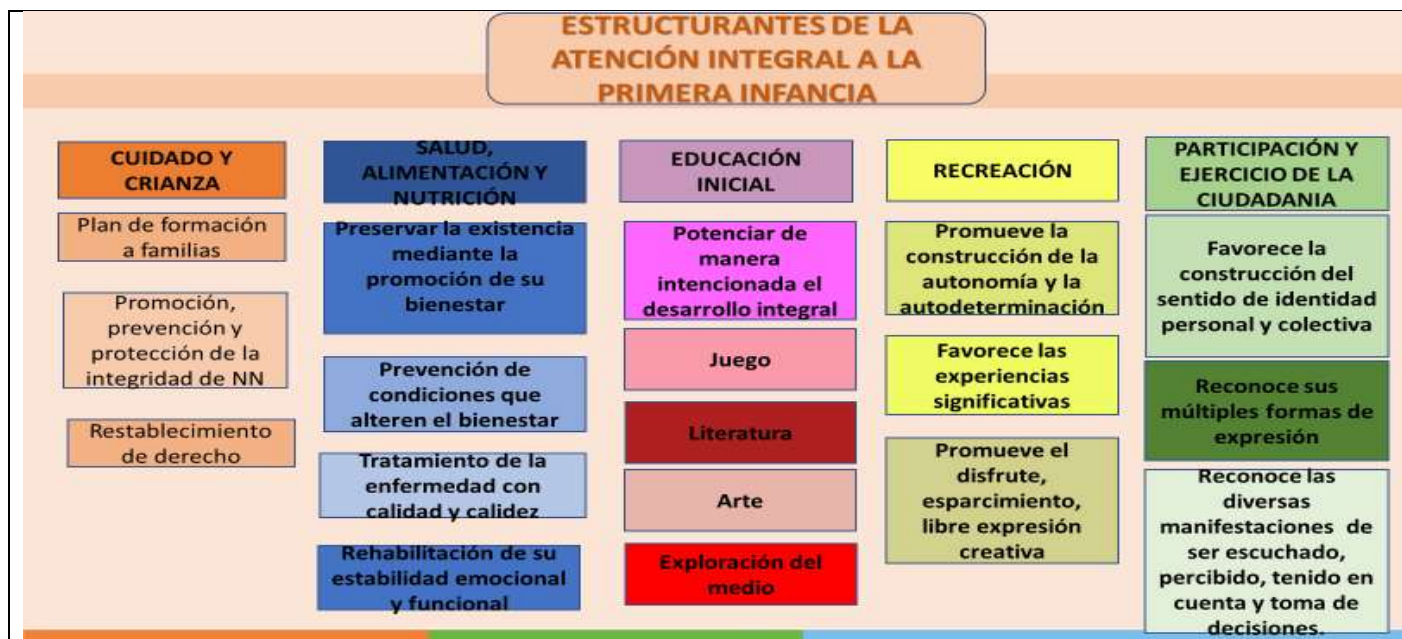 ESTRUCTURANTES DE LA
ATENCIÓN INTEGRAL A LA
PRIMERA INFANCIA
CUIDADO Y
CRIANZA
Plan de formación
a familias
Promoción,
prevención y
protección de la
integridad de NN
Restablecimiento
de derecho
SALUD,
ALIMENTACIÓN Y
NUTRICIÓN
Preservar la existencia
mediante la
promoción de su
bienestar
Prevención de
condiciones que
alteren el bienestar
Tratamiento de la
enfermedad con
calidad y calidez
Rehabilitación de su
estabilidad emocional
y funcional
EDUCACIÓN
INICIAL
Potenciar de
manera
intencionada el
desarrollo integral
Juego
Literatura
Arte
Exploración del
medio
RECREACIÓN
Promueve la
construcción de la
autonomía y la
autodeterminación
Favorece las
experiencias
significativas
Promueve el
disfrute,
esparcimiento,
libre expresión
creativa
PARTICIPACIÓN Y
EJERCICIO DE LA
CIUDADANIA
Favorece la
construcción del
sentido de identidad
personal y colectiva
Reconoce sus
múltiples formas de
expresión
Reconoce las
diversas
manifestaciones de
ser escuchado,
percibido, tenido en
cuenta y toma de
decisiones.